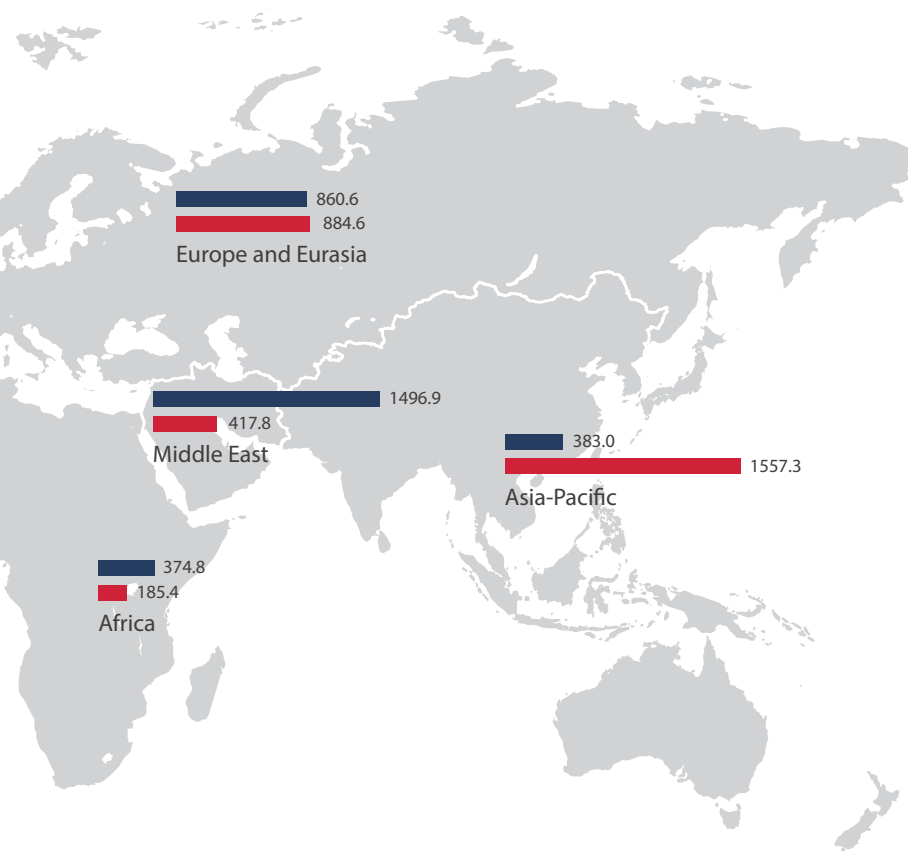 860.6
884.6
Europe and Eurasia
1496.9
417.8
Middle East
383.0
1557.3
Asia-Pacific
374.8
185.4
Africa